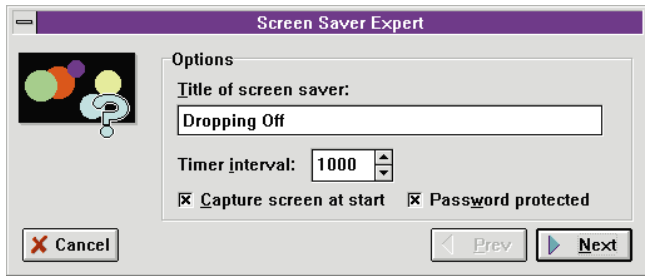 Screen Saver Expert
Options
Title of screen saver:
Dropping Off
Timer interval: 1000
Capture screen at start Password protected
Cancel Prev Next